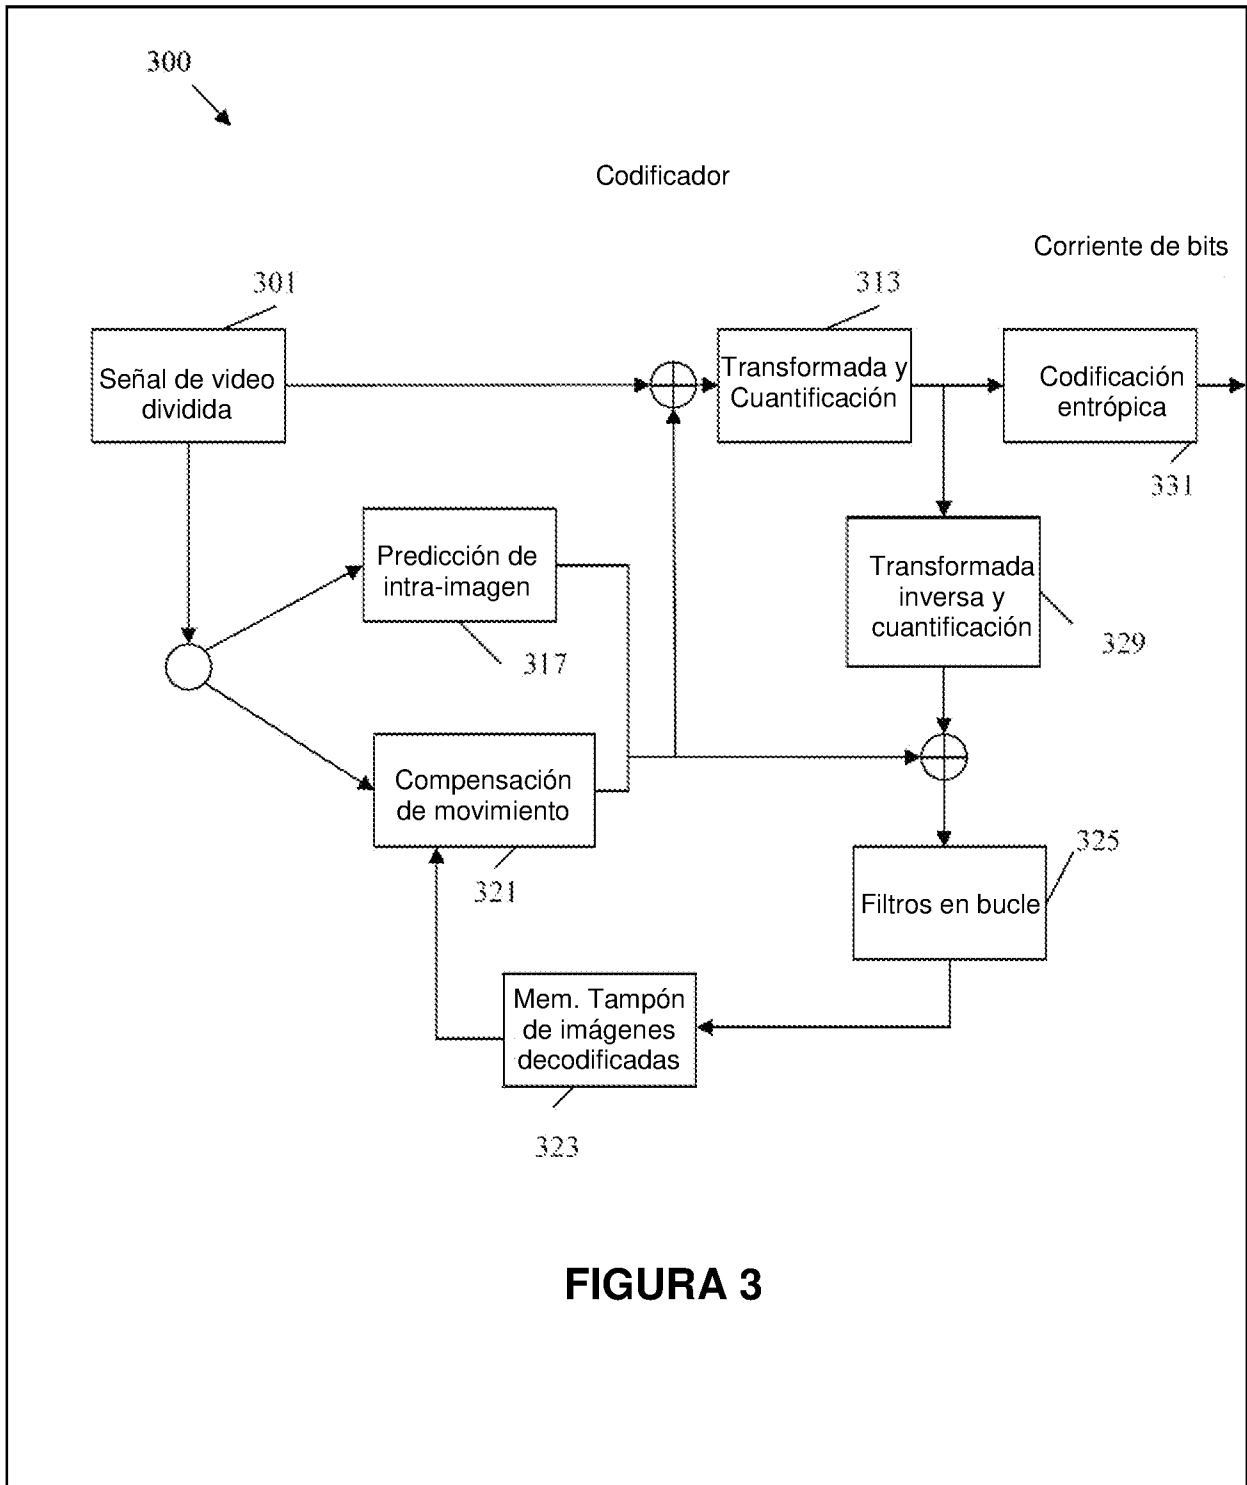 300
Codificador
Corriente de bits
301
313
Señal de video
dividida
Transformada y
Cuantificación
Codificación
entrópica
331
Predicción de
intra-imagen
317
Transformada
inversa y
cuantificación
329
Compensación
de movimiento
321
325
Filtros en bucle
Mem. Tampón
de imágenes
decodificadas
323
FIGURA 3